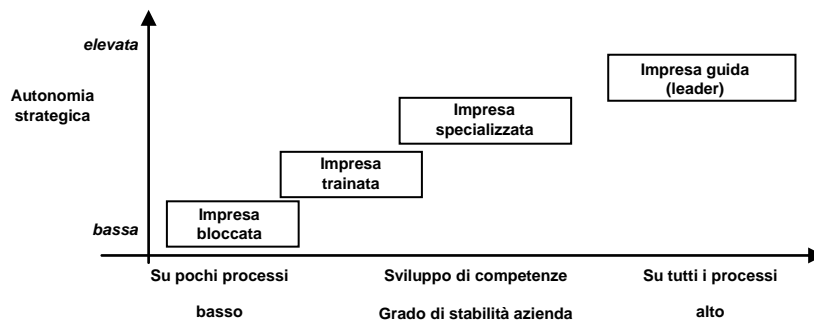 elevata
Autonomia
strategica
bassa
Impresa guida
(leader)
Impresa
specializzata
Impresa
trainata
Impresa
bloccata
Su pochi processi
Sviluppo di competenze
Su tutti i processi
basso
Grado di stabilità azienda
alto